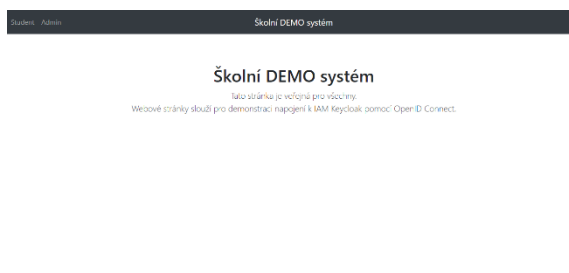 Student Admin Školní DEMO systém
Školní DEMO systém
Tato stránka je veřejná pro všechny.
Webové stránky slouží pro demonstraci napojení k IAM Keycloak pomocí OpenID Connect.